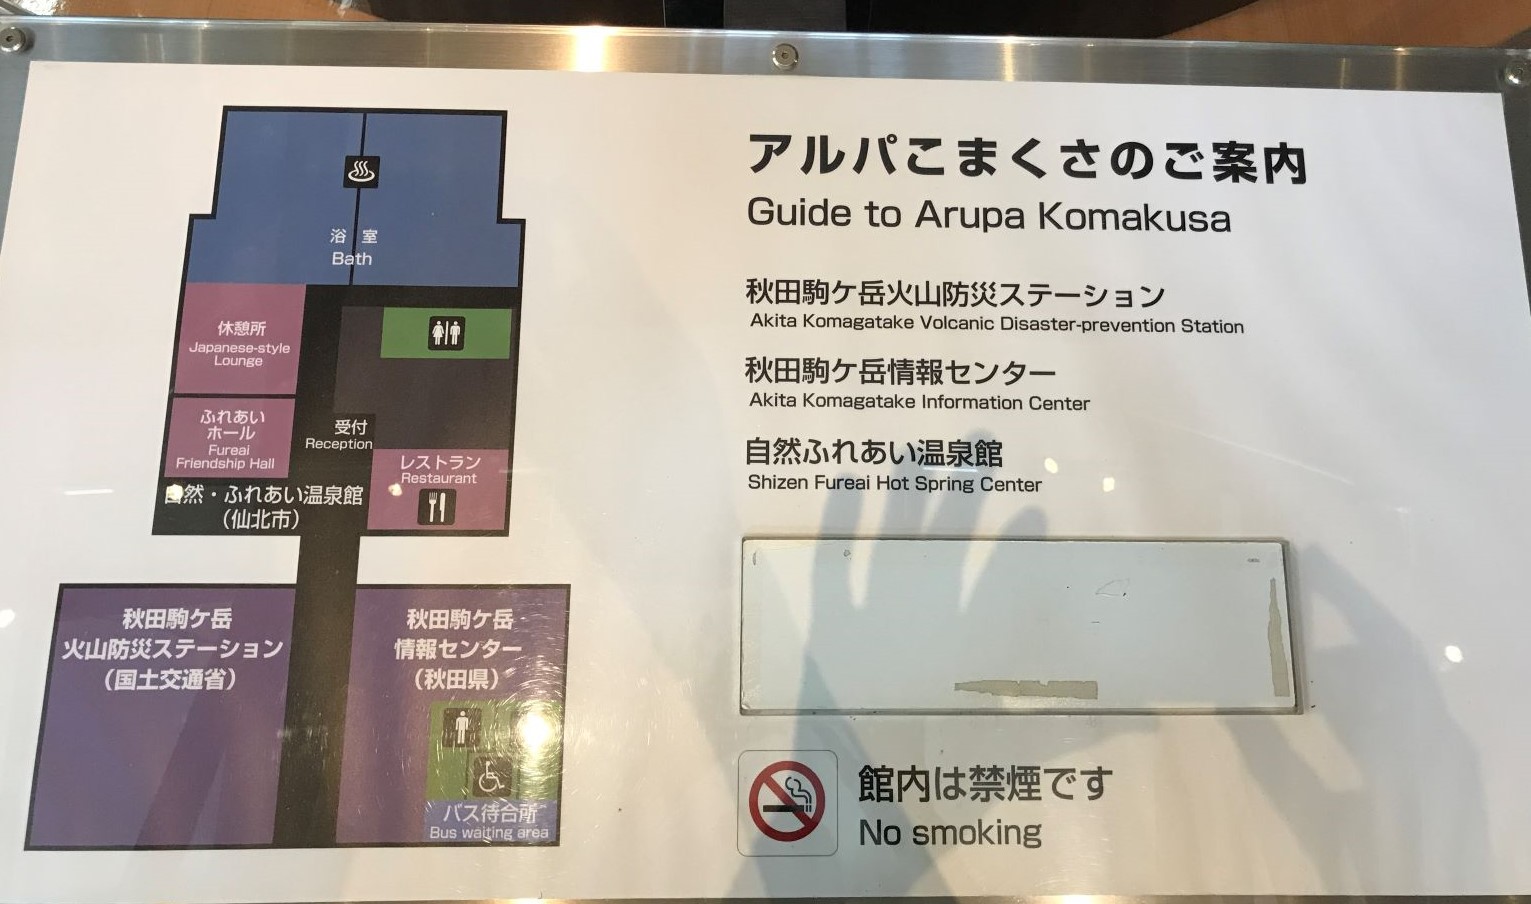 浴室
Bath
休憩所
Japanese-style
Lounge
ふれあい
ホール
Fureai
Friendship Hall
受付
Reception
レストラン
Restaurant
自然・ふれあい温泉館
（仙北市）
秋田駒ケ岳
火山防災ステーション
（国土交通省）
秋田駒ケ岳
情報センター
（秋田県）
バス待合所
Bus waiting area
アルパこまくさのご案内
Guide to Arupa Komakusa
秋田駒ケ岳火山防災ステーション
Akita Komagatake Volcanic Disaster-prevention Station
秋田駒ケ岳情報センター
Akita Komagatake Information Center
自然ふれあい温泉館
Shizen Fureai Hot Spring Center
館内は禁煙です
No smoking